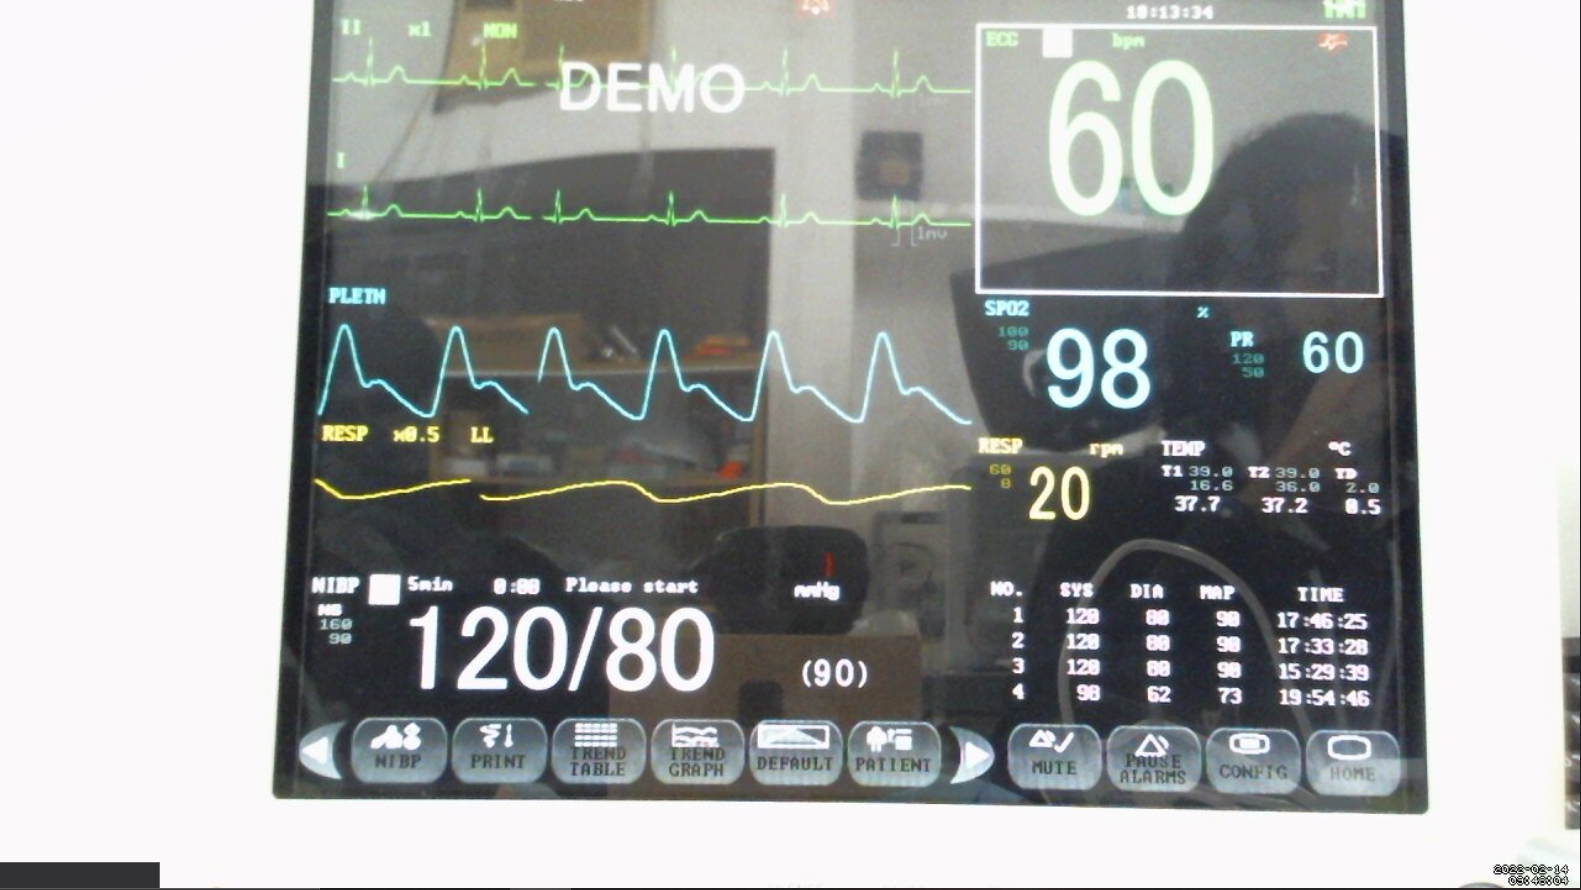 18:13:34
II x1 MON
ECG bpm
DEMO
60
I
1mv
PLETH
SPO2 %
100
90
98
PR
120
50
60
RESP x0.5 LL
RESP rpm
60
8
20
TEMP °C
T1 39.0 T2 39.0 TD
16.6 36.0 2.0
37.7 37.2 0.5
NIBP 5min 0:00 Please start mmHg
160
90
120/80 (90)
NO. SYS DIA MAP TIME
1 120 80 90 17:46:25
2 120 80 90 17:33:28
3 120 80 90 15:29:39
4 90 62 73 19:54:46
NIBP
PRINT
TREND
TABLE
TREND
GRAPH
DEFAULT
PATIENT
MUTE
PAUSE
ALARMS
CONFIG
HOME
2022-02-14